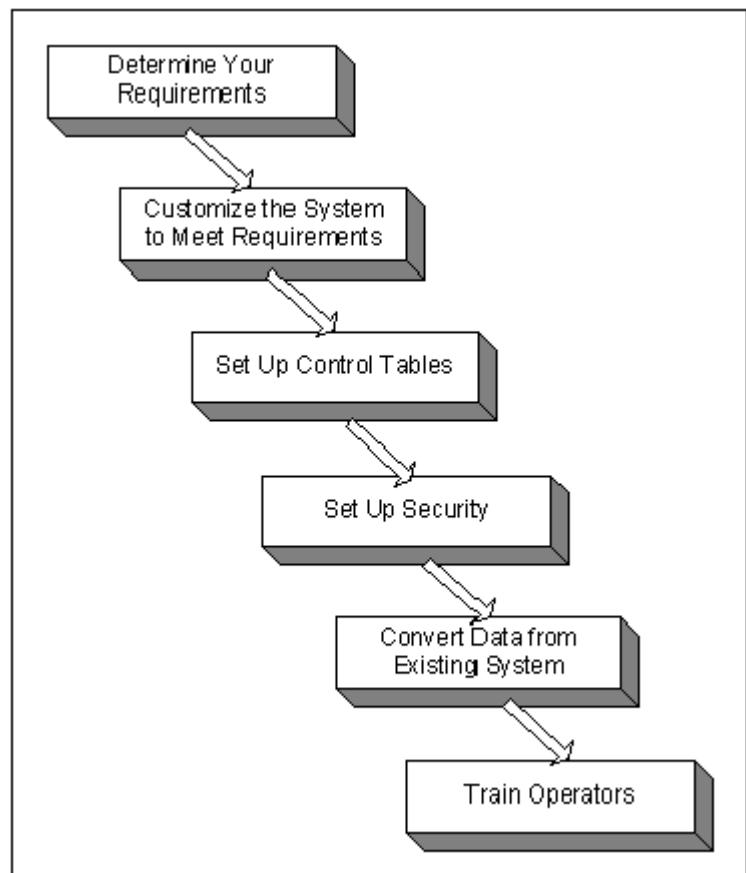 Determine Your
Requirements
Customize the System
to Meet Requirements
Set Up Control Tables
Set Up Security
Convert Data from
Existing System
Train Operators